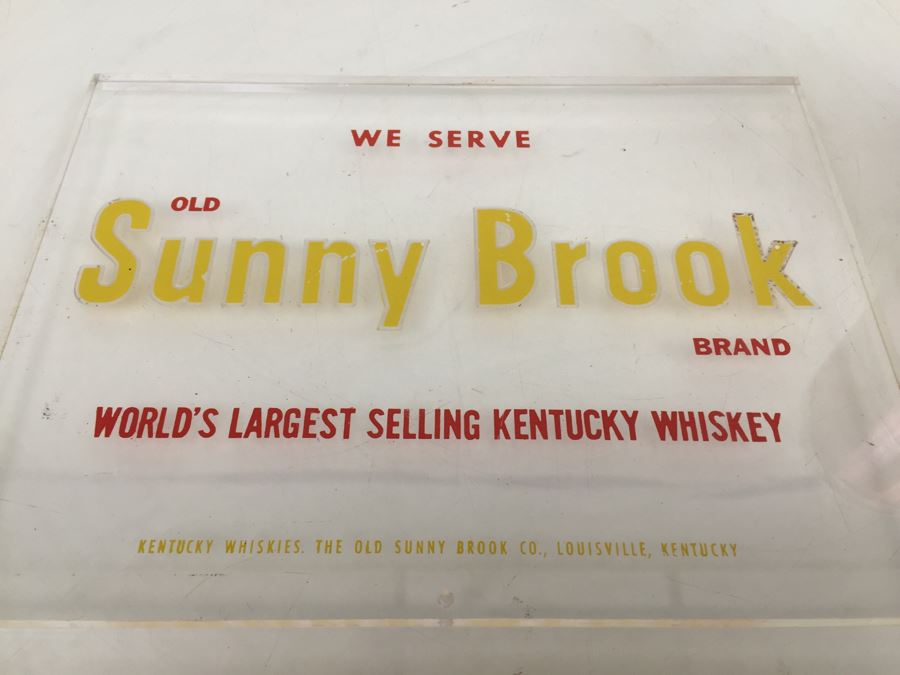 WE SERVE
OLD
Sunny Brook
BRAND
WORLD'S LARGEST SELLING KENTUCKY WHISKEY
KENTUCKY WHISKIES. THE OLD SUNNY BROOK CO., LOUISVILLE, KENTUCKY